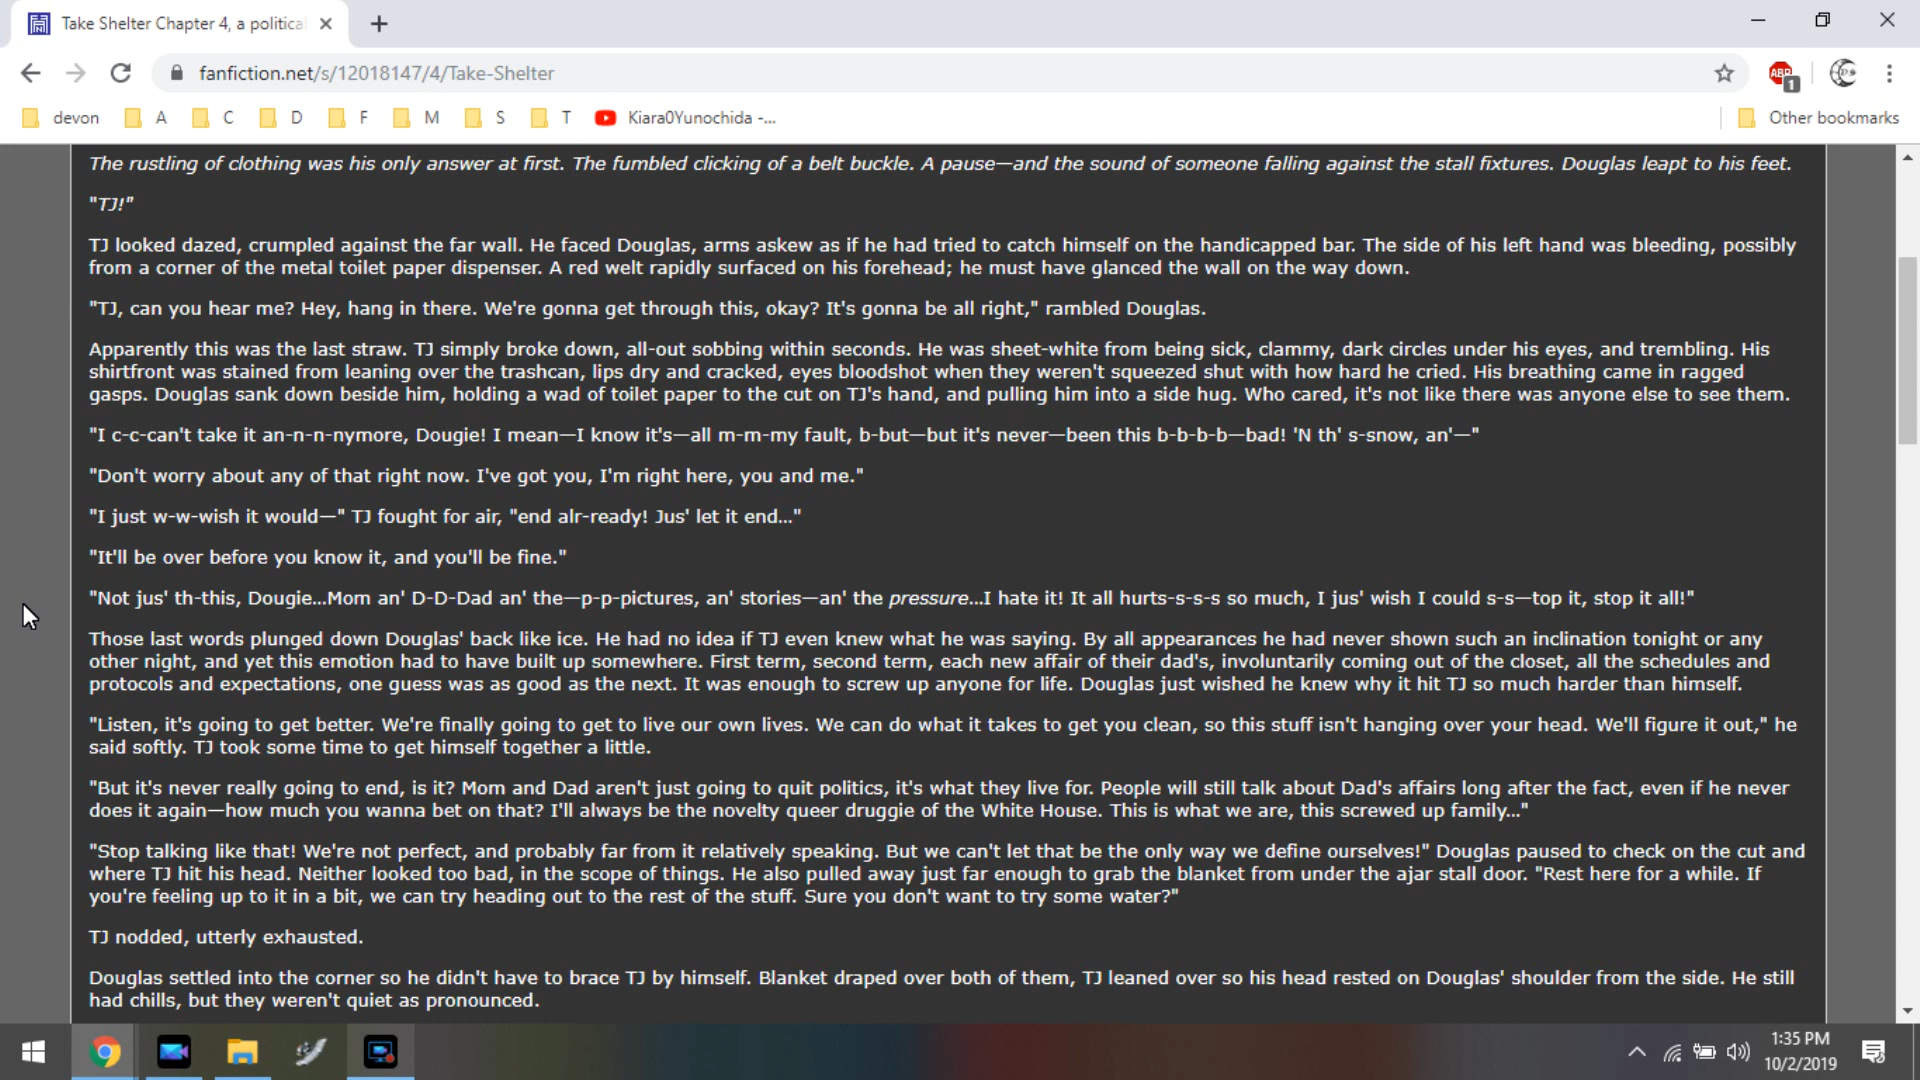 Take Shelter Chapter 4, a politica
fanfiction.net/s/12018147/4/Take-Shelter
ABP
1
devon A C D F M S T Kiara0Yunochida -... Other bookmarks
The rustling of clothing was his only answer at first. The fumbled clicking of a belt buckle. A pause—and the sound of someone falling against the stall fixtures. Douglas leapt to his feet.
"TJ!"
TJ looked dazed, crumpled against the far wall. He faced Douglas, arms askew as if he had tried to catch himself on the handicapped bar. The side of his left hand was bleeding, possibly
from a corner of the metal toilet paper dispenser. A red welt rapidly surfaced on his forehead; he must have glanced the wall on the way down.
"TJ, can you hear me? Hey, hang in there. We're gonna get through this, okay? It's gonna be all right," rambled Douglas.
Apparently this was the last straw. TJ simply broke down, all-out sobbing within seconds. He was sheet-white from being sick, clammy, dark circles under his eyes, and trembling. His
shirtfront was stained from leaning over the trashcan, lips dry and cracked, eyes bloodshot when they weren't squeezed shut with how hard he cried. His breathing came in ragged
gasps. Douglas sank down beside him, holding a wad of toilet paper to the cut on TJ's hand, and pulling him into a side hug. Who cared, it's not like there was anyone else to see them.
"I c-c-can't take it an-n-n-nymore, Dougie! I mean—I know it's—all m-m-my fault, b-but—but it's never—been this b-b-b-b—bad! 'N th' s-snow, an'—"
"Don't worry about any of that right now. I've got you, I'm right here, you and me."
"I just w-w-wish it would—" TJ fought for air, "end alr-ready! Jus' let it end..."
"It'll be over before you know it, and you'll be fine."
"Not jus' th-this, Dougie...Mom an' D-D-Dad an' the—p-p-pictures, an' stories—an' the pressure...I hate it! It all hurts-s-s-s so much, I jus' wish I could s-s—top it, stop it all!"
Those last words plunged down Douglas' back like ice. He had no idea if TJ even knew what he was saying. By all appearances he had never shown such an inclination tonight or any
other night, and yet this emotion had to have built up somewhere. First term, second term, each new affair of their dad's, involuntarily coming out of the closet, all the schedules and
protocols and expectations, one guess was as good as the next. It was enough to screw up anyone for life. Douglas just wished he knew why it hit TJ so much harder than himself.
"Listen, it's going to get better. We're finally going to get to live our own lives. We can do what it takes to get you clean, so this stuff isn't hanging over your head. We'll figure it out," he
said softly. TJ took some time to get himself together a little.
"But it's never really going to end, is it? Mom and Dad aren't just going to quit politics, it's what they live for. People will still talk about Dad's affairs long after the fact, even if he never
does it again—how much you wanna bet on that? I'll always be the novelty queer druggie of the White House. This is what we are, this screwed up family..."
"Stop talking like that! We're not perfect, and probably far from it relatively speaking. But we can't let that be the only way we define ourselves!" Douglas paused to check on the cut and
where TJ hit his head. Neither looked too bad, in the scope of things. He also pulled away just far enough to grab the blanket from under the ajar stall door. "Rest here for a while. If
you're feeling up to it in a bit, we can try heading out to the rest of the stuff. Sure you don't want to try some water?"
TJ nodded, utterly exhausted.
Douglas settled into the corner so he didn't have to brace TJ by himself. Blanket draped over both of them, TJ leaned over so his head rested on Douglas' shoulder from the side. He still
had chills, but they weren't quiet as pronounced.
1:35 PM
10/2/2019